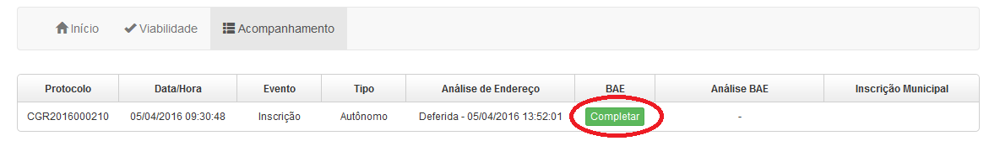 Início Viabilidade Acompanhamento
Protocolo Data/Hora Evento Tipo Análise de Endereço BAE Análise BAE Inscrição Municipal
CGR2016000210 05/04/2016 09:30:48 Inscrição Autônomo Deferida - 05/04/2016 13:52:01 Completar -